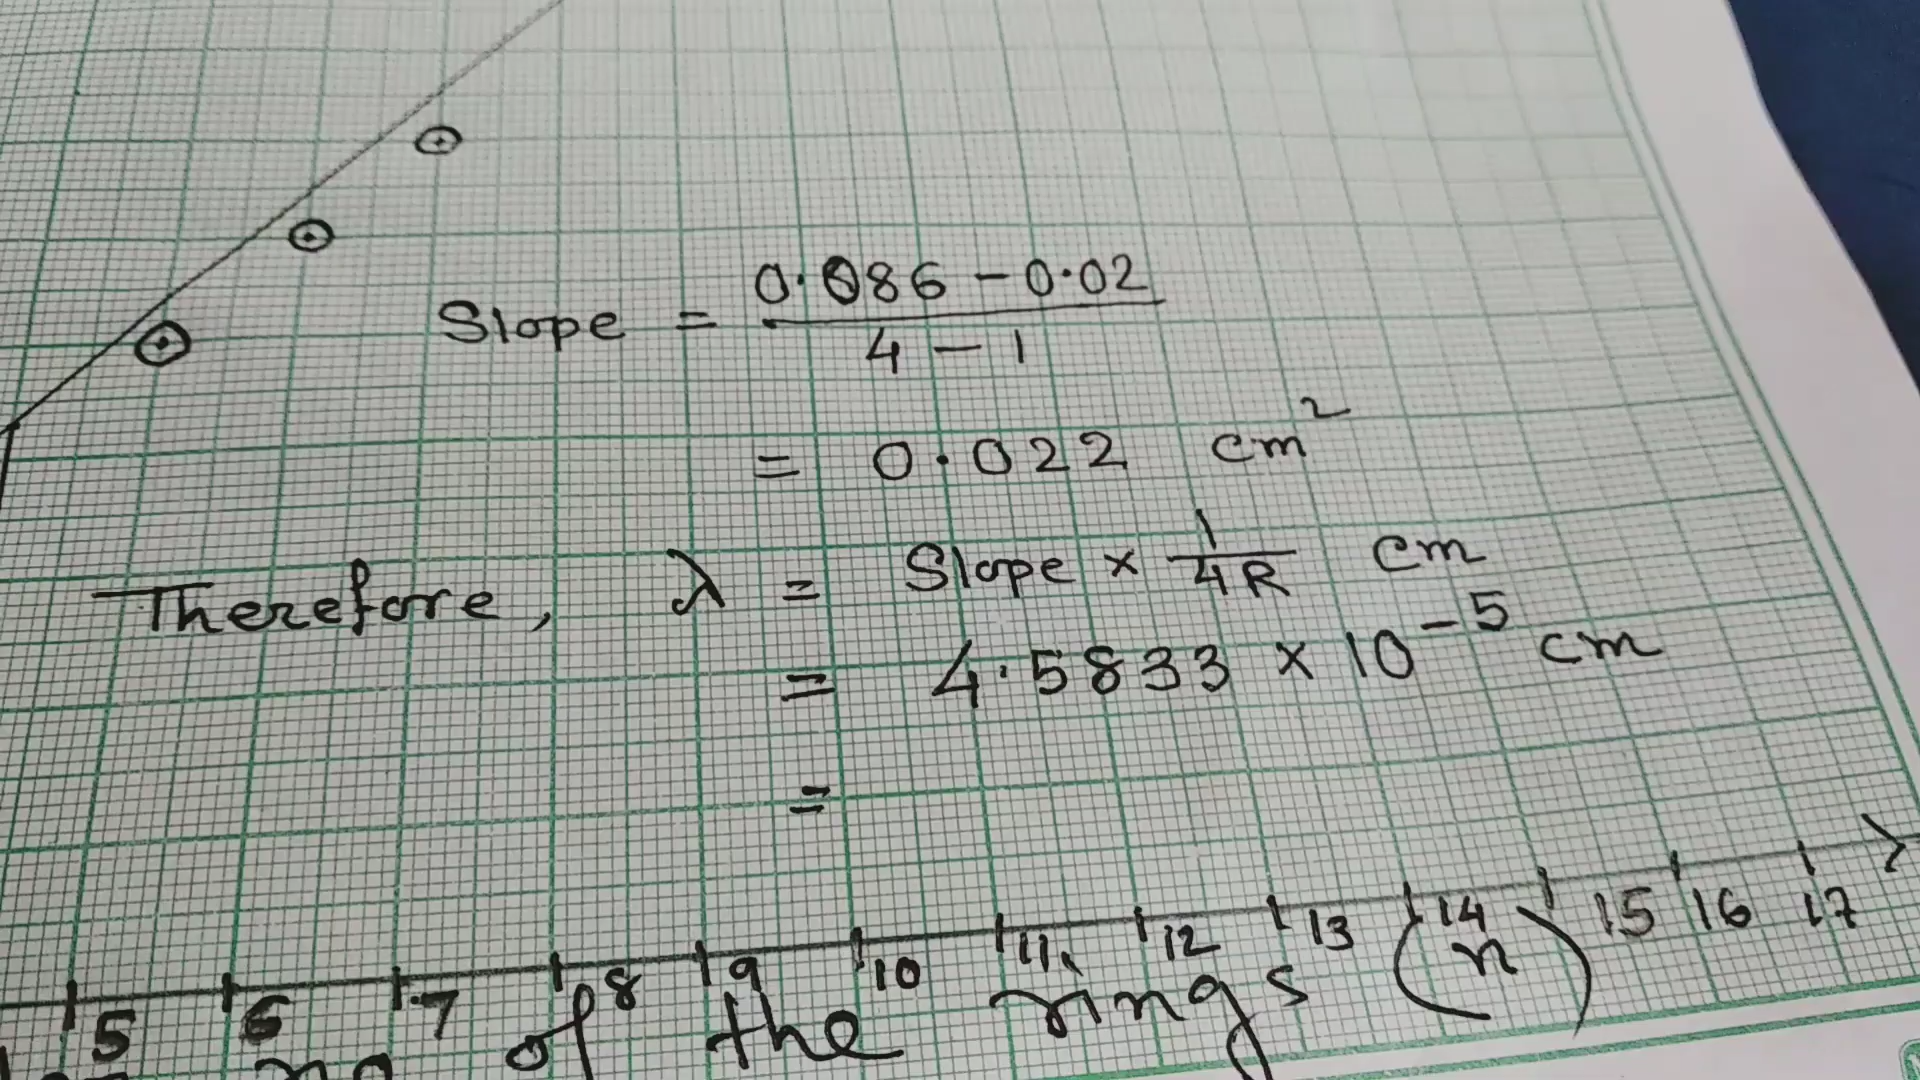 Slope = 0.086 - 0.02
4 - 1
= 0.022 cm²
Therefore, λ = Slope × 1/4R cm
= 4.5833 × 10⁻⁵ cm
=
5 6 7 8 9 10 11 12 13 14 15 16 17
no of the rings (n)